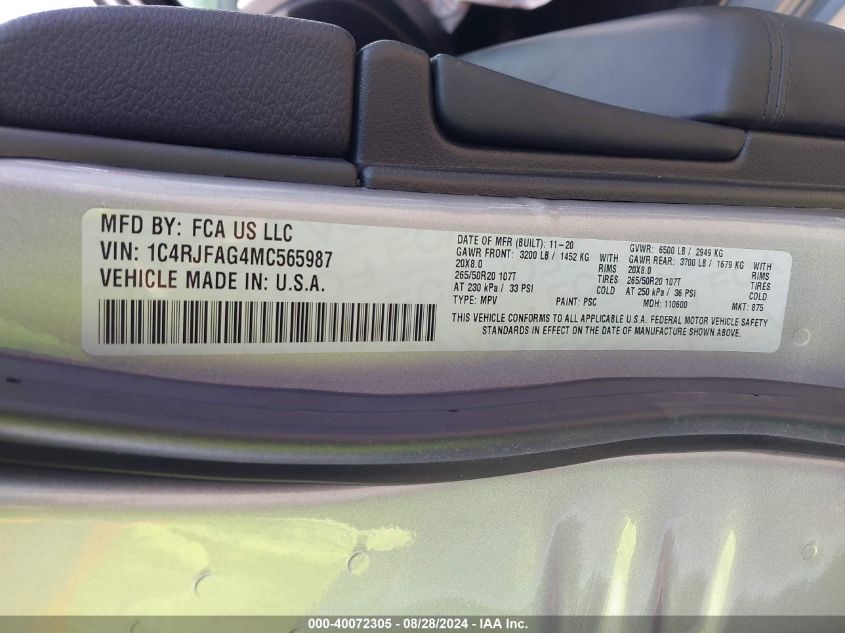 MFD BY: FCA US LLC
VIN: 1C4RJFAG4MC565987
VEHICLE MADE IN: U.S.A.
DATE OF MFR (BUILT): 11-20 GVWR: 6500 LB / 2949 KG
GAWR FRONT: 3200 LB / 1452 KG WITH GAWR REAR: 3700 LB / 1679 KG WITH
20X8.0 RIMS 20X8.0 RIMS
265/50R20 107T TIRES 265/50R20 107T TIRES
AT 230 kPa / 33 PSI COLD AT 250 kPa / 36 PSI COLD
TYPE: MPV PAINT: PSC MDH: 110600 MKT: 875
THIS VEHICLE CONFORMS TO ALL APPLICABLE U.S.A. FEDERAL MOTOR VEHICLE SAFETY
STANDARDS IN EFFECT ON THE DATE OF MANUFACTURE SHOWN ABOVE.
000-40072305 - 08/28/2024 - IAA Inc.